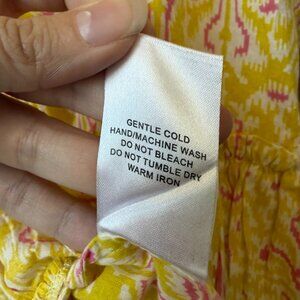 GENTLE COLD
HAND/MACHINE WASH
DO NOT BLEACH
DO NOT TUMBLE DRY
WARM IRON